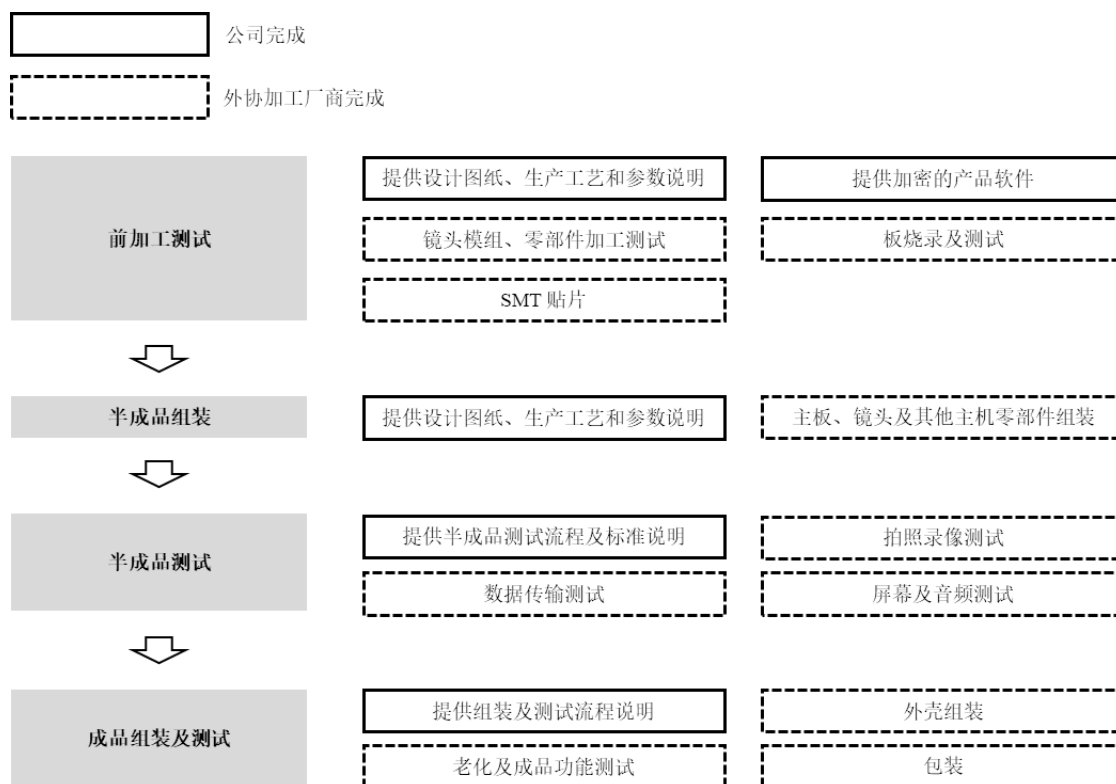 公司完成
外协加工厂商完成
前加工测试
提供设计图纸、生产工艺和参数说明
提供加密的产品软件
镜头模组、零部件加工测试
板烧录及测试
SMT 贴片
半成品组装
提供设计图纸、生产工艺和参数说明
主板、镜头及其他主机零部件组装
半成品测试
提供半成品测试流程及标准说明
拍照录像测试
数据传输测试
屏幕及音频测试
成品组装及测试
提供组装及测试流程说明
外壳组装
老化及成品功能测试
包装